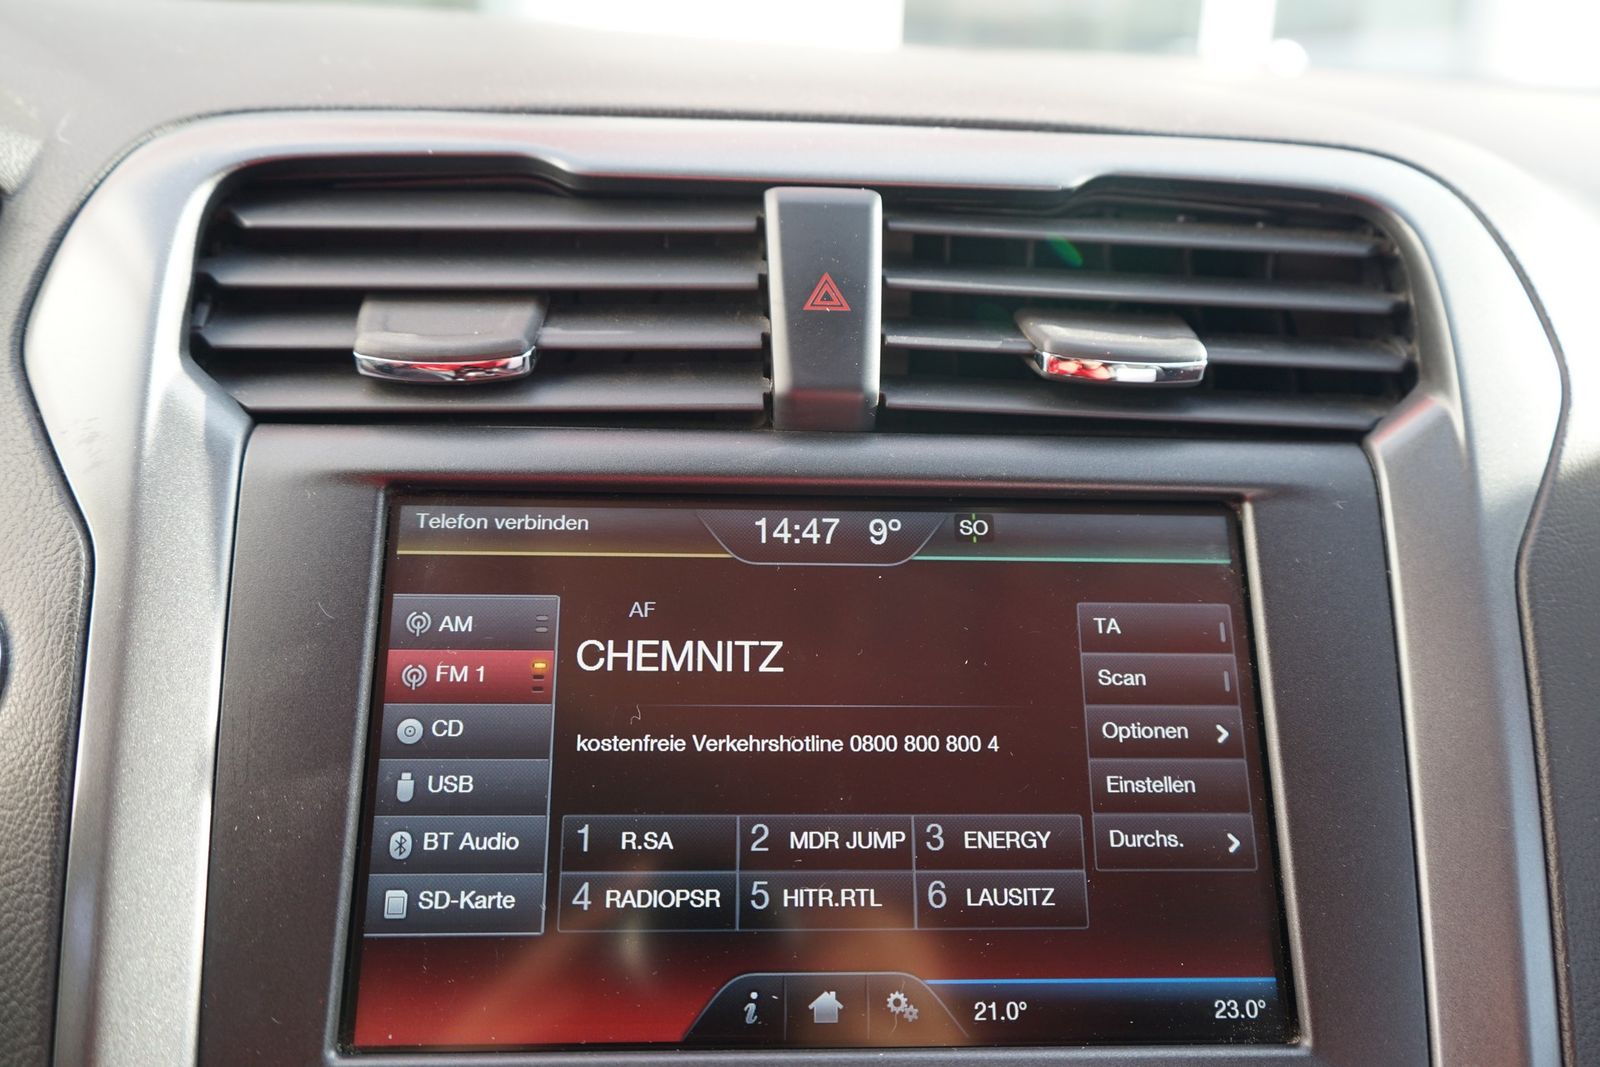 Telefon verbinden
14:47 9° SO
AM
FM 1
CD
USB
BT Audio
SD-Karte
AF
CHEMNITZ
kostenfreie Verkehrshotline 0800 800 800 4
1 R.SA 2 MDR JUMP 3 ENERGY
4 RADIOPSR 5 HITR.RTL 6 LAUSITZ
TA
Scan
Optionen
Einstellen
Durchs.
i
21.0° 23.0°